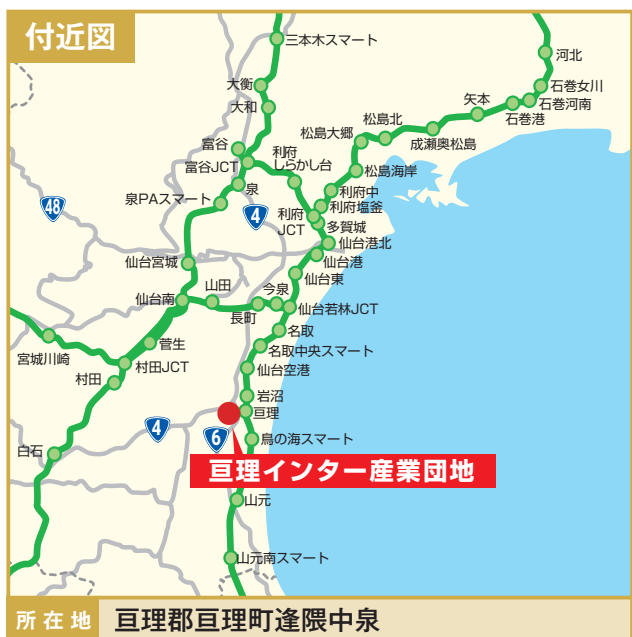 付近図
三本木スマート
河北
大衡
石巻女川
大和
矢本
石巻河南
石巻港
松島北
松島大郷
成瀬奥松島
富谷
利府
しらかし台
富谷JCT
松島海岸
泉
利府中
泉PAスマート
利府塩釜
48
4
利府
JCT
多賀城
仙台港北
仙台港
仙台宮城
仙台東
山田
今泉
仙台南
長町
仙台若林JCT
名取
菅生
名取中央スマート
宮城川崎
村田JCT
仙台空港
村田
岩沼
亘理
4
6
鳥の海スマート
白石
亘理インター産業団地
山元
山元南スマート
所在地 亘理郡亘理町逢隈中泉